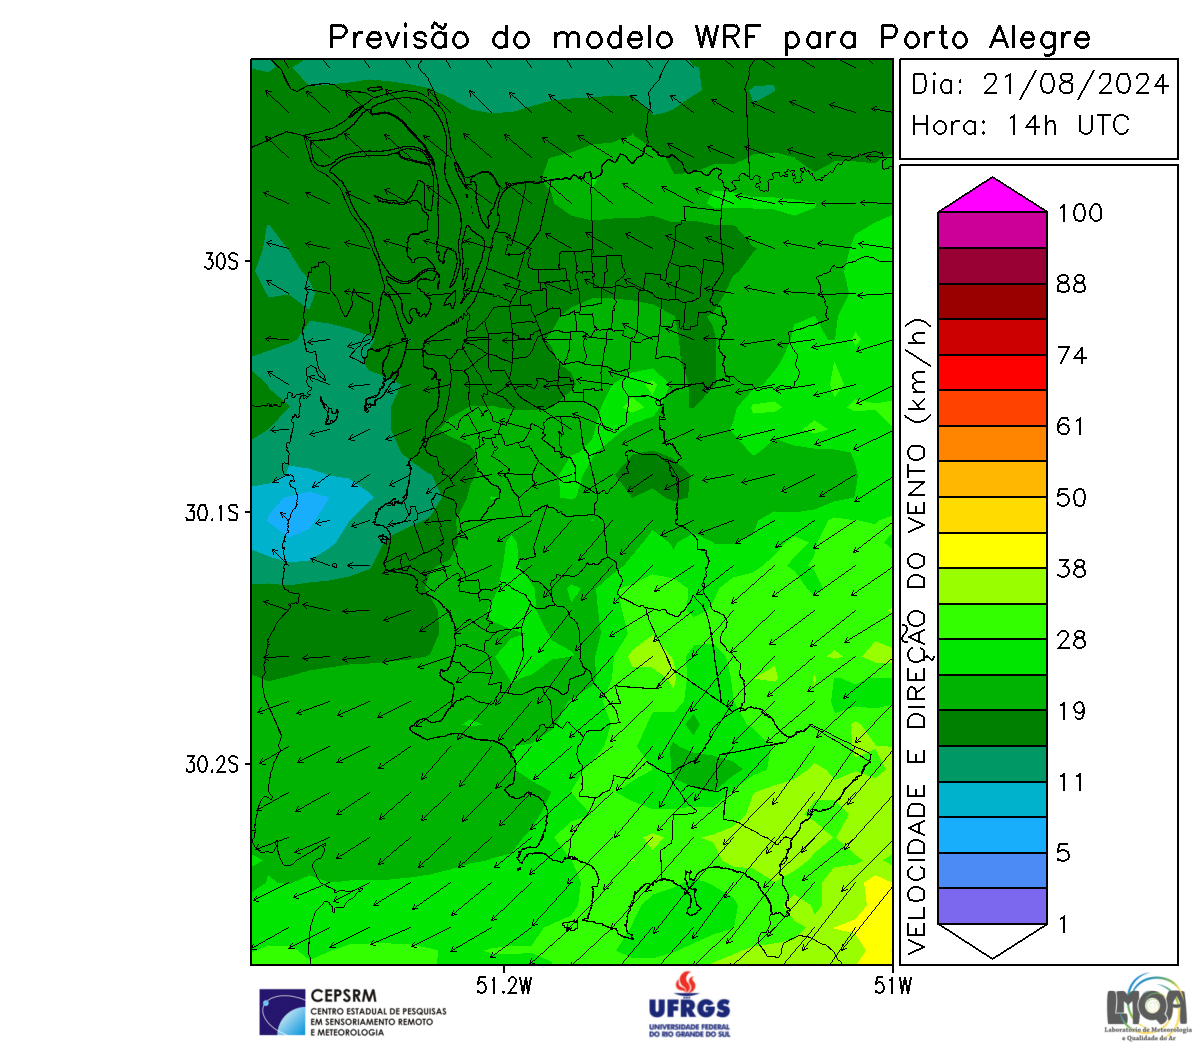 Previsão do modelo WRF para Porto Alegre
Dia: 21/08/2024
Hora: 14h UTC
VELOCIDADE E DIREÇÃO DO VENTO (km/h)
100
88
74
61
50
38
28
19
11
5
1
30S
30.1S
30.2S
51.2W
51W
CEPSRM
CENTRO ESTADUAL DE PESQUISAS
EM SENSORIAMENTO REMOTO
E METEOROLOGIA
UFRGS
UNIVERSIDADE FEDERAL
DO RIO GRANDE DO SUL
LMQA
Laboratório de Meteorologia
e Qualidade do Ar